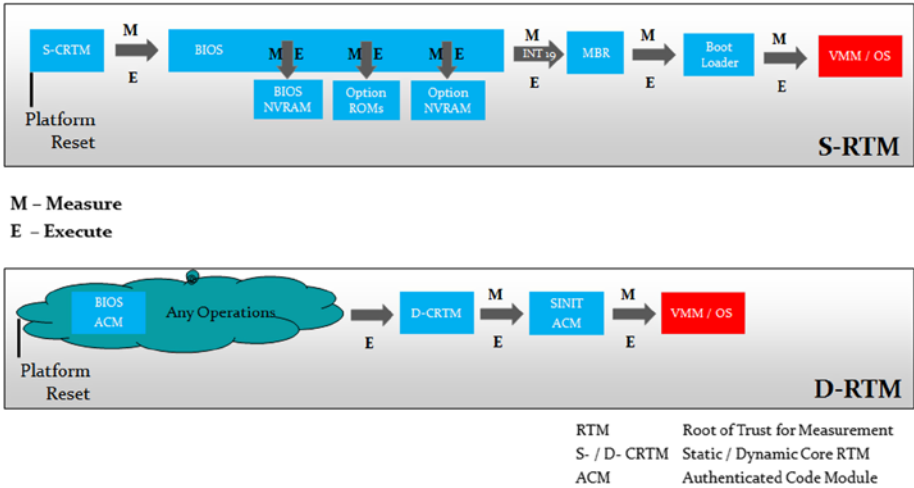 M
M E
M E
M E
M
M
M
S-CRTM
BIOS
INT 19
MBR
Boot
Loader
VMM / OS
E
E
E
E
BIOS
NVRAM
Option
ROMs
Option
NVRAM
Platform
Reset
S-RTM
M – Measure
E – Execute
BIOS
ACM
Any Operations
E
D-CRTM
M
E
SINIT
ACM
M
E
VMM / OS
Platform
Reset
D-RTM
RTM Root of Trust for Measurement
S- / D- CRTM Static / Dynamic Core RTM
ACM Authenticated Code Module